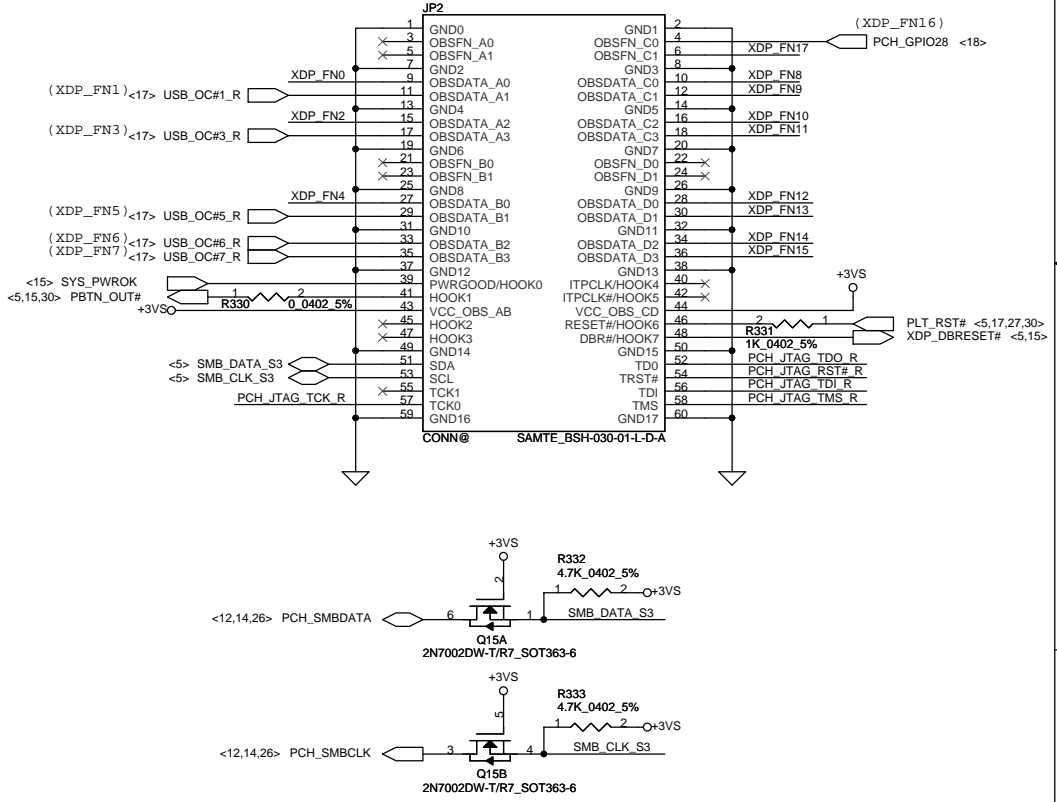 JP2
1 GND0 GND1 2
3 OBSFN_A0 OBSFN_C0 4 (XDP_FN16) PCH_GPIO28 <18>
5 OBSFN_A1 OBSFN_C1 6 XDP_FN17
7 GND2 GND3 8
XDP_FN0 9 OBSDATA_A0 OBSDATA_C0 10 XDP_FN8
(XDP_FN1) <17> USB_OC#1_R 11 OBSDATA_A1 OBSDATA_C1 12 XDP_FN9
13 GND4 GND5 14
XDP_FN2 15 OBSDATA_A2 OBSDATA_C2 16 XDP_FN10
(XDP_FN3) <17> USB_OC#3_R 17 OBSDATA_A3 OBSDATA_C3 18 XDP_FN11
19 GND6 GND7 20
21 OBSFN_B0 OBSFN_D0 22
23 OBSFN_B1 OBSFN_D1 24
25 GND8 GND9 26
XDP_FN4 27 OBSDATA_B0 OBSDATA_D0 28 XDP_FN12
(XDP_FN5) <17> USB_OC#5_R 29 OBSDATA_B1 OBSDATA_D1 30 XDP_FN13
31 GND10 GND11 32
(XDP_FN6) <17> USB_OC#6_R 33 OBSDATA_B2 OBSDATA_D2 34 XDP_FN14
(XDP_FN7) <17> USB_OC#7_R 35 OBSDATA_B3 OBSDATA_D3 36 XDP_FN15
37 GND12 GND13 38
<15> SYS_PWROK 39 PWRGOOD/HOOK0 ITPCLK/HOOK4 40 +3VS
<5,15,30> PBTN_OUT# 1 R330 2 0_0402_5% 41 HOOK1 ITPCLK#/HOOK5 42
+3VS 43 VCC_OBS_AB VCC_OBS_CD 44
45 HOOK2 RESET#/HOOK6 46 2 R331 1 1K_0402_5% PLT_RST# <5,17,27,30>
47 HOOK3 DBR#/HOOK7 48 XDP_DBRESET# <5,15>
49 GND14 GND15 50
<5> SMB_DATA_S3 51 SDA TD0 52 PCH_JTAG_TDO_R
<5> SMB_CLK_S3 53 SCL TRST# 54 PCH_JTAG_RST#_R
55 TCK1 TDI 56 PCH_JTAG_TDI_R
PCH_JTAG_TCK_R 57 TCK0 TMS 58 PCH_JTAG_TMS_R
59 GND16 GND17 60
CONN@ SAMTE_BSH-030-01-L-D-A
+3VS
R332
4.7K_0402_5%
2 1 2 +3VS
<12,14,26> PCH_SMBDATA 6 1 SMB_DATA_S3
Q15A
2N7002DW-T/R7_SOT363-6
+3VS
R333
4.7K_0402_5%
5 1 2 +3VS
<12,14,26> PCH_SMBCLK 3 4 SMB_CLK_S3
Q15B
2N7002DW-T/R7_SOT363-6